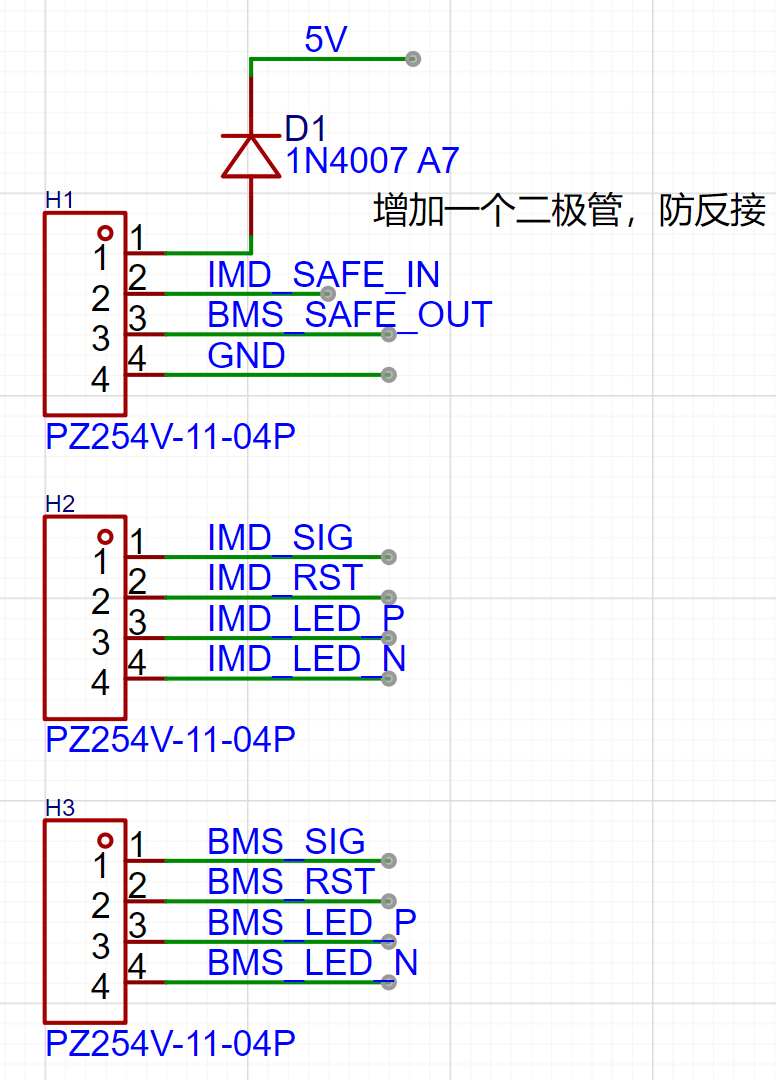 5V
D1
1N4007 A7
增加一个二极管，防反接
H1
1 1
2 2 IMD_SAFE_IN
3 3 BMS_SAFE_OUT
4 4 GND
PZ254V-11-04P
H2
1 1 IMD_SIG
2 2 IMD_RST
3 3 IMD_LED_P
4 4 IMD_LED_N
PZ254V-11-04P
H3
1 1 BMS_SIG
2 2 BMS_RST
3 3 BMS_LED_P
4 4 BMS_LED_N
PZ254V-11-04P